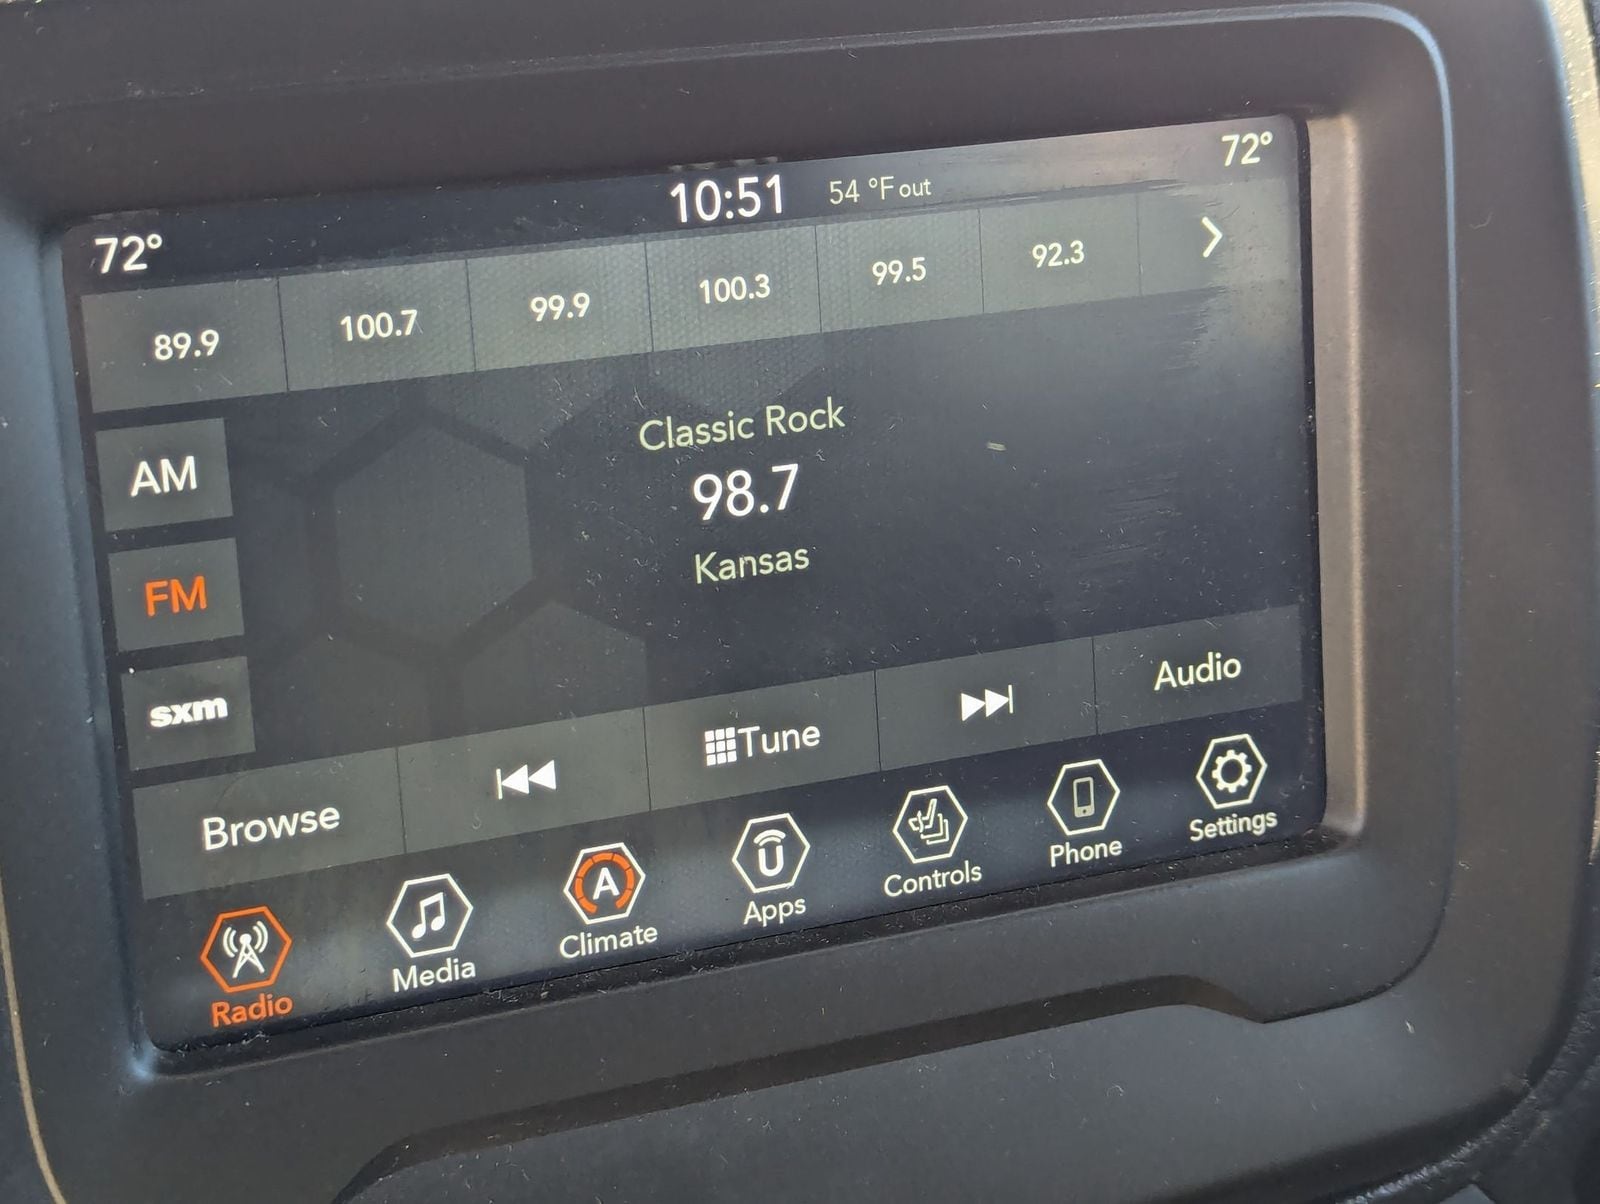 72° 10:51 54 °F out 72°
89.9 100.7 99.9 100.3 99.5 92.3
Classic Rock
AM
98.7
Kansas
FM
sxm
Browse Tune Audio
Radio Media A Climate U Apps Controls Phone Settings